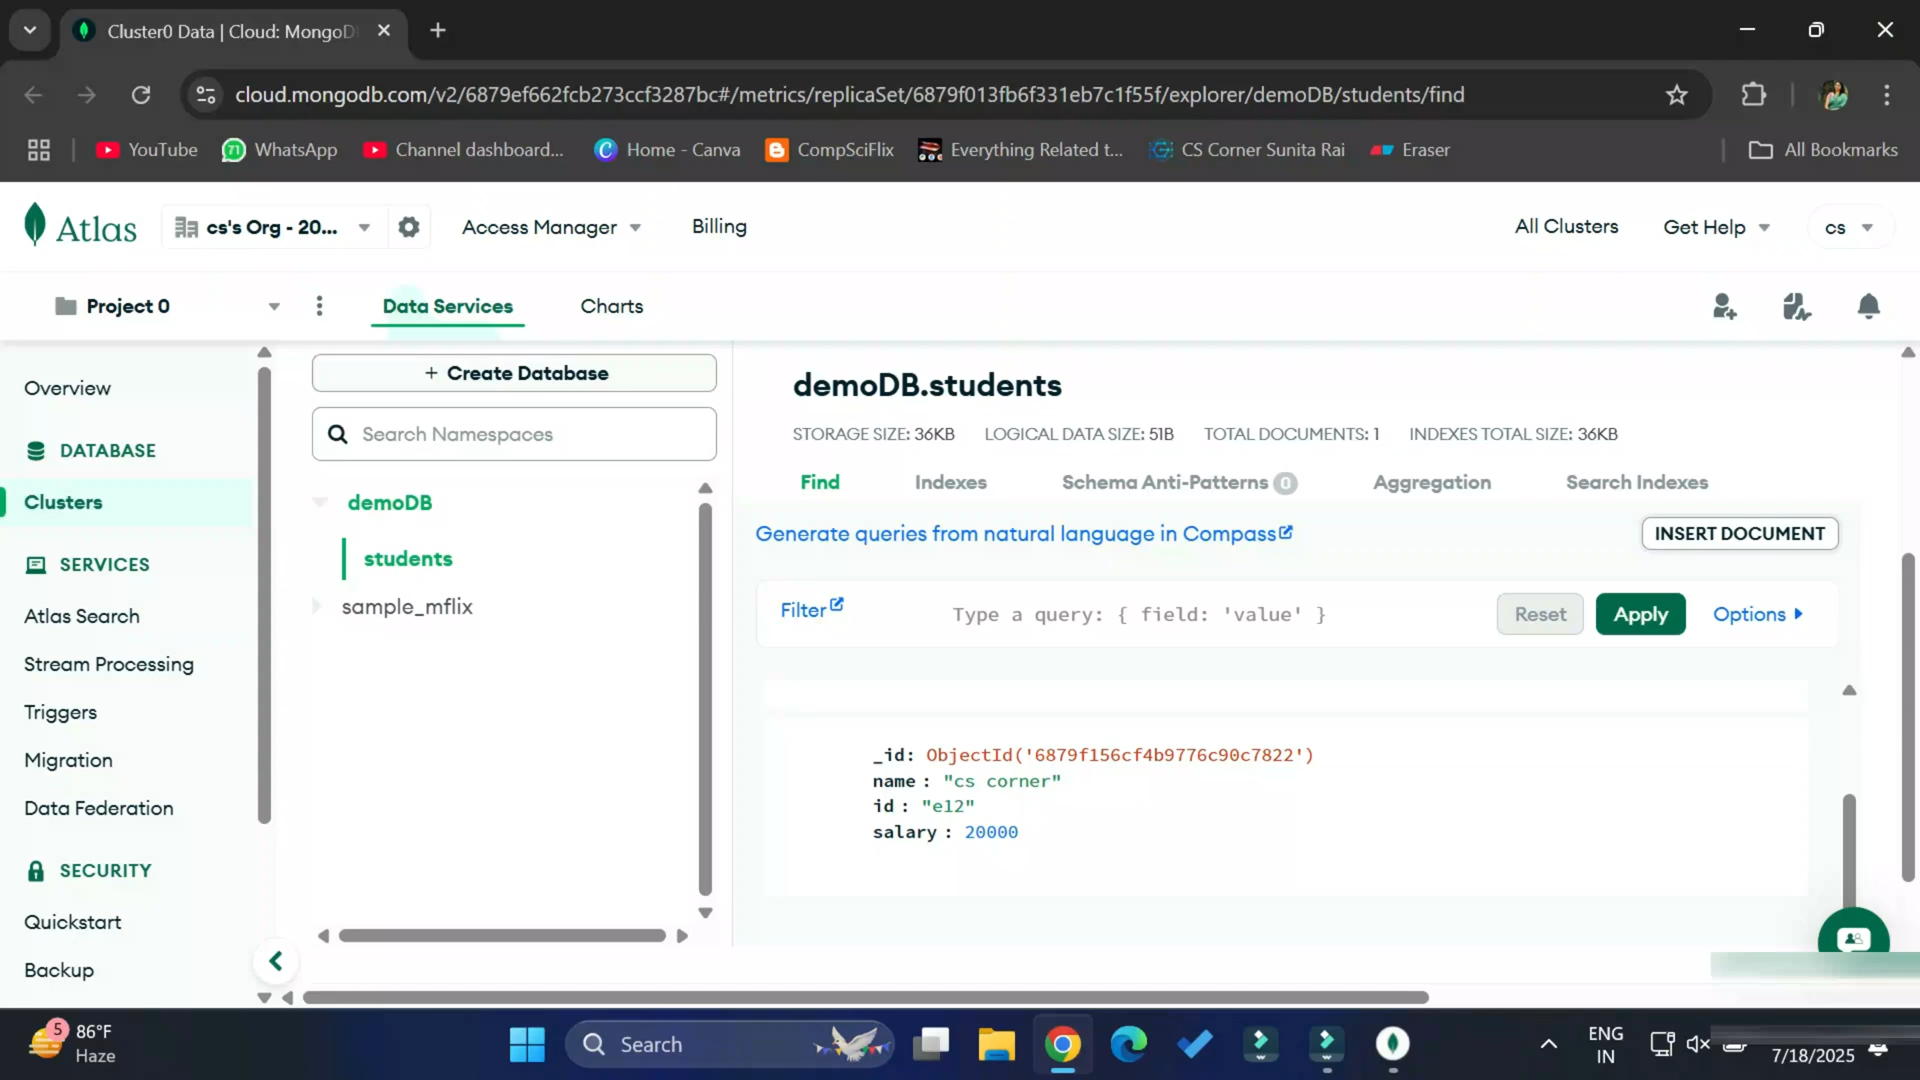 Cluster0 Data | Cloud: MongoD
cloud.mongodb.com/v2/6879ef662fcb273ccf3287bc#/metrics/replicaSet/6879f013fb6f331eb7c1f55f/explorer/demoDB/students/find
YouTube
71
WhatsApp
Channel dashboard...
Home - Canva
CompSciFlix
Everything Related t...
CS Corner Sunita Rai
Eraser
All Bookmarks
Atlas
cs's Org - 20...
Access Manager
Billing
All Clusters
Get Help
cs
Project 0
Data Services
Charts
Overview
DATABASE
Clusters
SERVICES
Atlas Search
Stream Processing
Triggers
Migration
Data Federation
SECURITY
Quickstart
Backup
+ Create Database
Search Namespaces
demoDB
students
sample_mflix
demoDB.students
STORAGE SIZE: 36KB LOGICAL DATA SIZE: 51B TOTAL DOCUMENTS: 1 INDEXES TOTAL SIZE: 36KB
Find Indexes Schema Anti-Patterns 0 Aggregation Search Indexes
Generate queries from natural language in Compass
INSERT DOCUMENT
Filter
Type a query: { field: 'value' }
Reset
Apply
Options
_id: ObjectId('6879f156cf4b9776c90c7822')
name : "cs corner"
id : "e12"
salary : 20000
5
86°F
Haze
Search
ENG
IN
7/18/2025